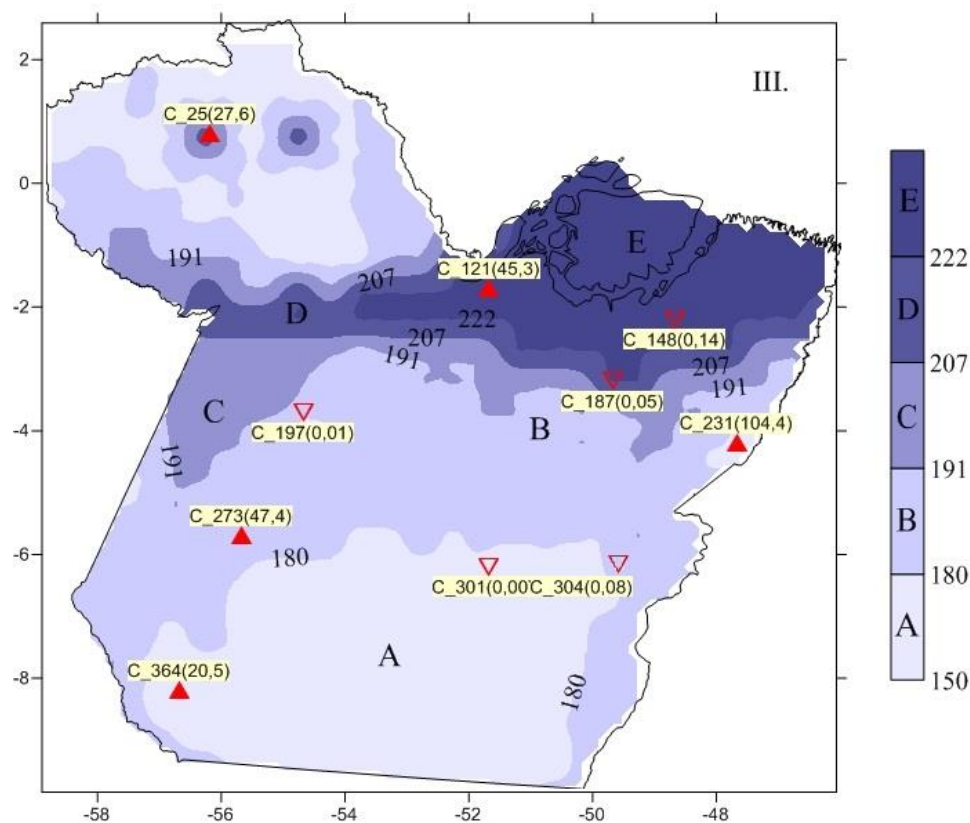 III.
2
0
-2
-4
-6
-8
C_25(27,6)
191
207
C_121(45,3)
E
D
222
207
191
C_148(0,14)
207
191
C_187(0,05)
C
B
C_197(0,01)
C_231(104,4)
191
C_273(47,4)
180
C_301(0,00
C_304(0,08)
A
C_364(20,5)
180
-58
-56
-54
-52
-50
-48
E
222
D
207
C
191
B
180
A
150